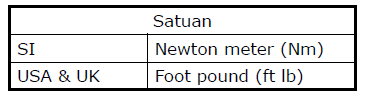 Satuan
SI Newton meter (Nm)
USA & UK Foot pound (ft lb)